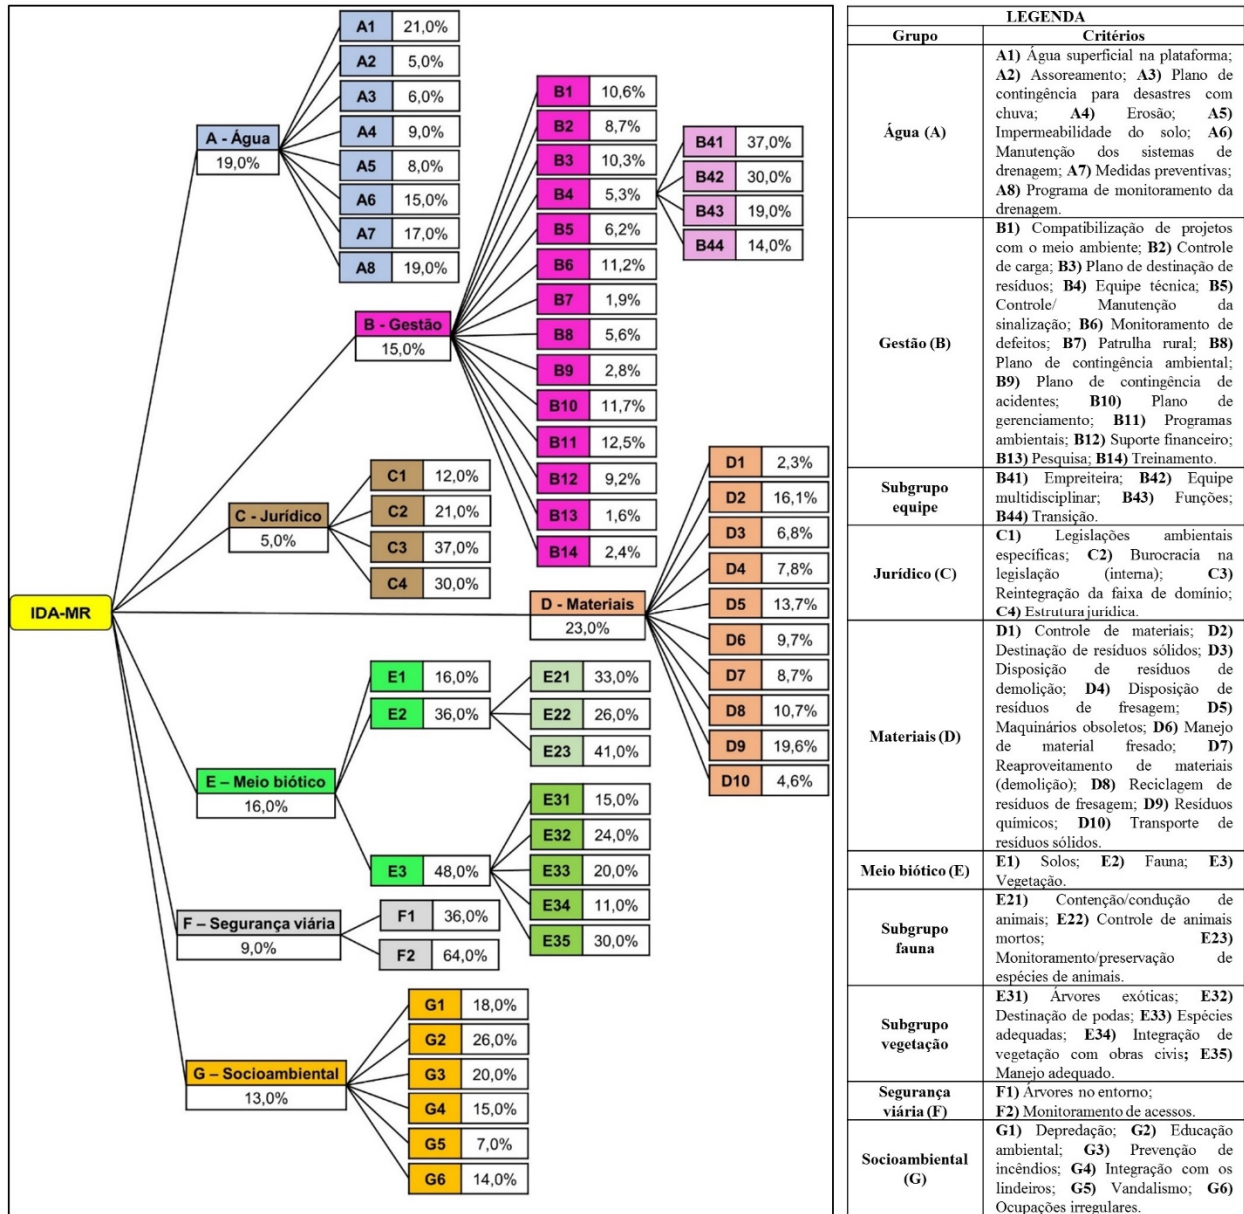 IDA-MR
A - Água
19,0%
A1 21,0%
A2 5,0%
A3 6,0%
A4 9,0%
A5 8,0%
A6 15,0%
A7 17,0%
A8 19,0%
B - Gestão
15,0%
B1 10,6%
B2 8,7%
B3 10,3%
B4 5,3%
B5 6,2%
B6 11,2%
B7 1,9%
B8 5,6%
B9 2,8%
B10 11,7%
B11 12,5%
B12 9,2%
B13 1,6%
B14 2,4%
B41 37,0%
B42 30,0%
B43 19,0%
B44 14,0%
C - Jurídico
5,0%
C1 12,0%
C2 21,0%
C3 37,0%
C4 30,0%
D - Materiais
23,0%
D1 2,3%
D2 16,1%
D3 6,8%
D4 7,8%
D5 13,7%
D6 9,7%
D7 8,7%
D8 10,7%
D9 19,6%
D10 4,6%
E – Meio biótico
16,0%
E1 16,0%
E2 36,0%
E3 48,0%
E21 33,0%
E22 26,0%
E23 41,0%
E31 15,0%
E32 24,0%
E33 20,0%
E34 11,0%
E35 30,0%
F – Segurança viária
9,0%
F1 36,0%
F2 64,0%
G – Socioambiental
13,0%
G1 18,0%
G2 26,0%
G3 20,0%
G4 15,0%
G5 7,0%
G6 14,0%
LEGENDA
Grupo Critérios
Água (A)
A1) Água superficial na plataforma;
A2) Assoreamento; A3) Plano de
contingência para desastres com
chuva; A4) Erosão; A5)
Impermeabilidade do solo; A6)
Manutenção dos sistemas de
drenagem; A7) Medidas preventivas;
A8) Programa de monitoramento da
drenagem.
Gestão (B)
B1) Compatibilização de projetos
com o meio ambiente; B2) Controle
de carga; B3) Plano de destinação de
resíduos; B4) Equipe técnica; B5)
Controle/ Manutenção da
sinalização; B6) Monitoramento de
defeitos; B7) Patrulha rural; B8)
Plano de contingência ambiental;
B9) Plano de contingência de
acidentes; B10) Plano de
gerenciamento; B11) Programas
ambientais; B12) Suporte financeiro;
B13) Pesquisa; B14) Treinamento.
Subgrupo
equipe
B41) Empreiteira; B42) Equipe
multidisciplinar; B43) Funções;
B44) Transição.
Jurídico (C)
C1) Legislações ambientais
específicas; C2) Burocracia na
legislação (interna); C3)
Reintegração da faixa de domínio;
C4) Estrutura jurídica.
Materiais (D)
D1) Controle de materiais; D2)
Destinação de resíduos sólidos; D3)
Disposição de resíduos de
demolição; D4) Disposição de
resíduos de fresagem; D5)
Maquinários obsoletos; D6) Manejo
de material fresado; D7)
Reaproveitamento de materiais
(demolição); D8) Reciclagem de
resíduos de fresagem; D9) Resíduos
químicos; D10) Transporte de
resíduos sólidos.
Meio biótico (E)
E1) Solos; E2) Fauna; E3)
Vegetação.
Subgrupo
fauna
E21) Contenção/condução de
animais; E22) Controle de animais
mortos; E23)
Monitoramento/preservação de
espécies de animais.
Subgrupo
vegetação
E31) Árvores exóticas; E32)
Destinação de podas; E33) Espécies
adequadas; E34) Integração de
vegetação com obras civis; E35)
Manejo adequado.
Segurança
viária (F)
F1) Árvores no entorno;
F2) Monitoramento de acessos.
Socioambiental
(G)
G1) Depredação; G2) Educação
ambiental; G3) Prevenção de
incêndios; G4) Integração com os
lindeiros; G5) Vandalismo; G6)
Ocupações irregulares.